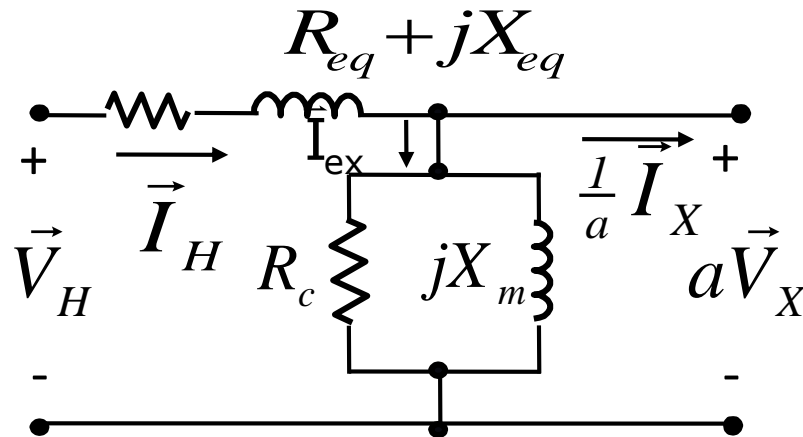 R_eq + jX_eq
I_ex
+
I_H
1/a I_X
+
V_H
R_c
jX_m
aV_X
-
-